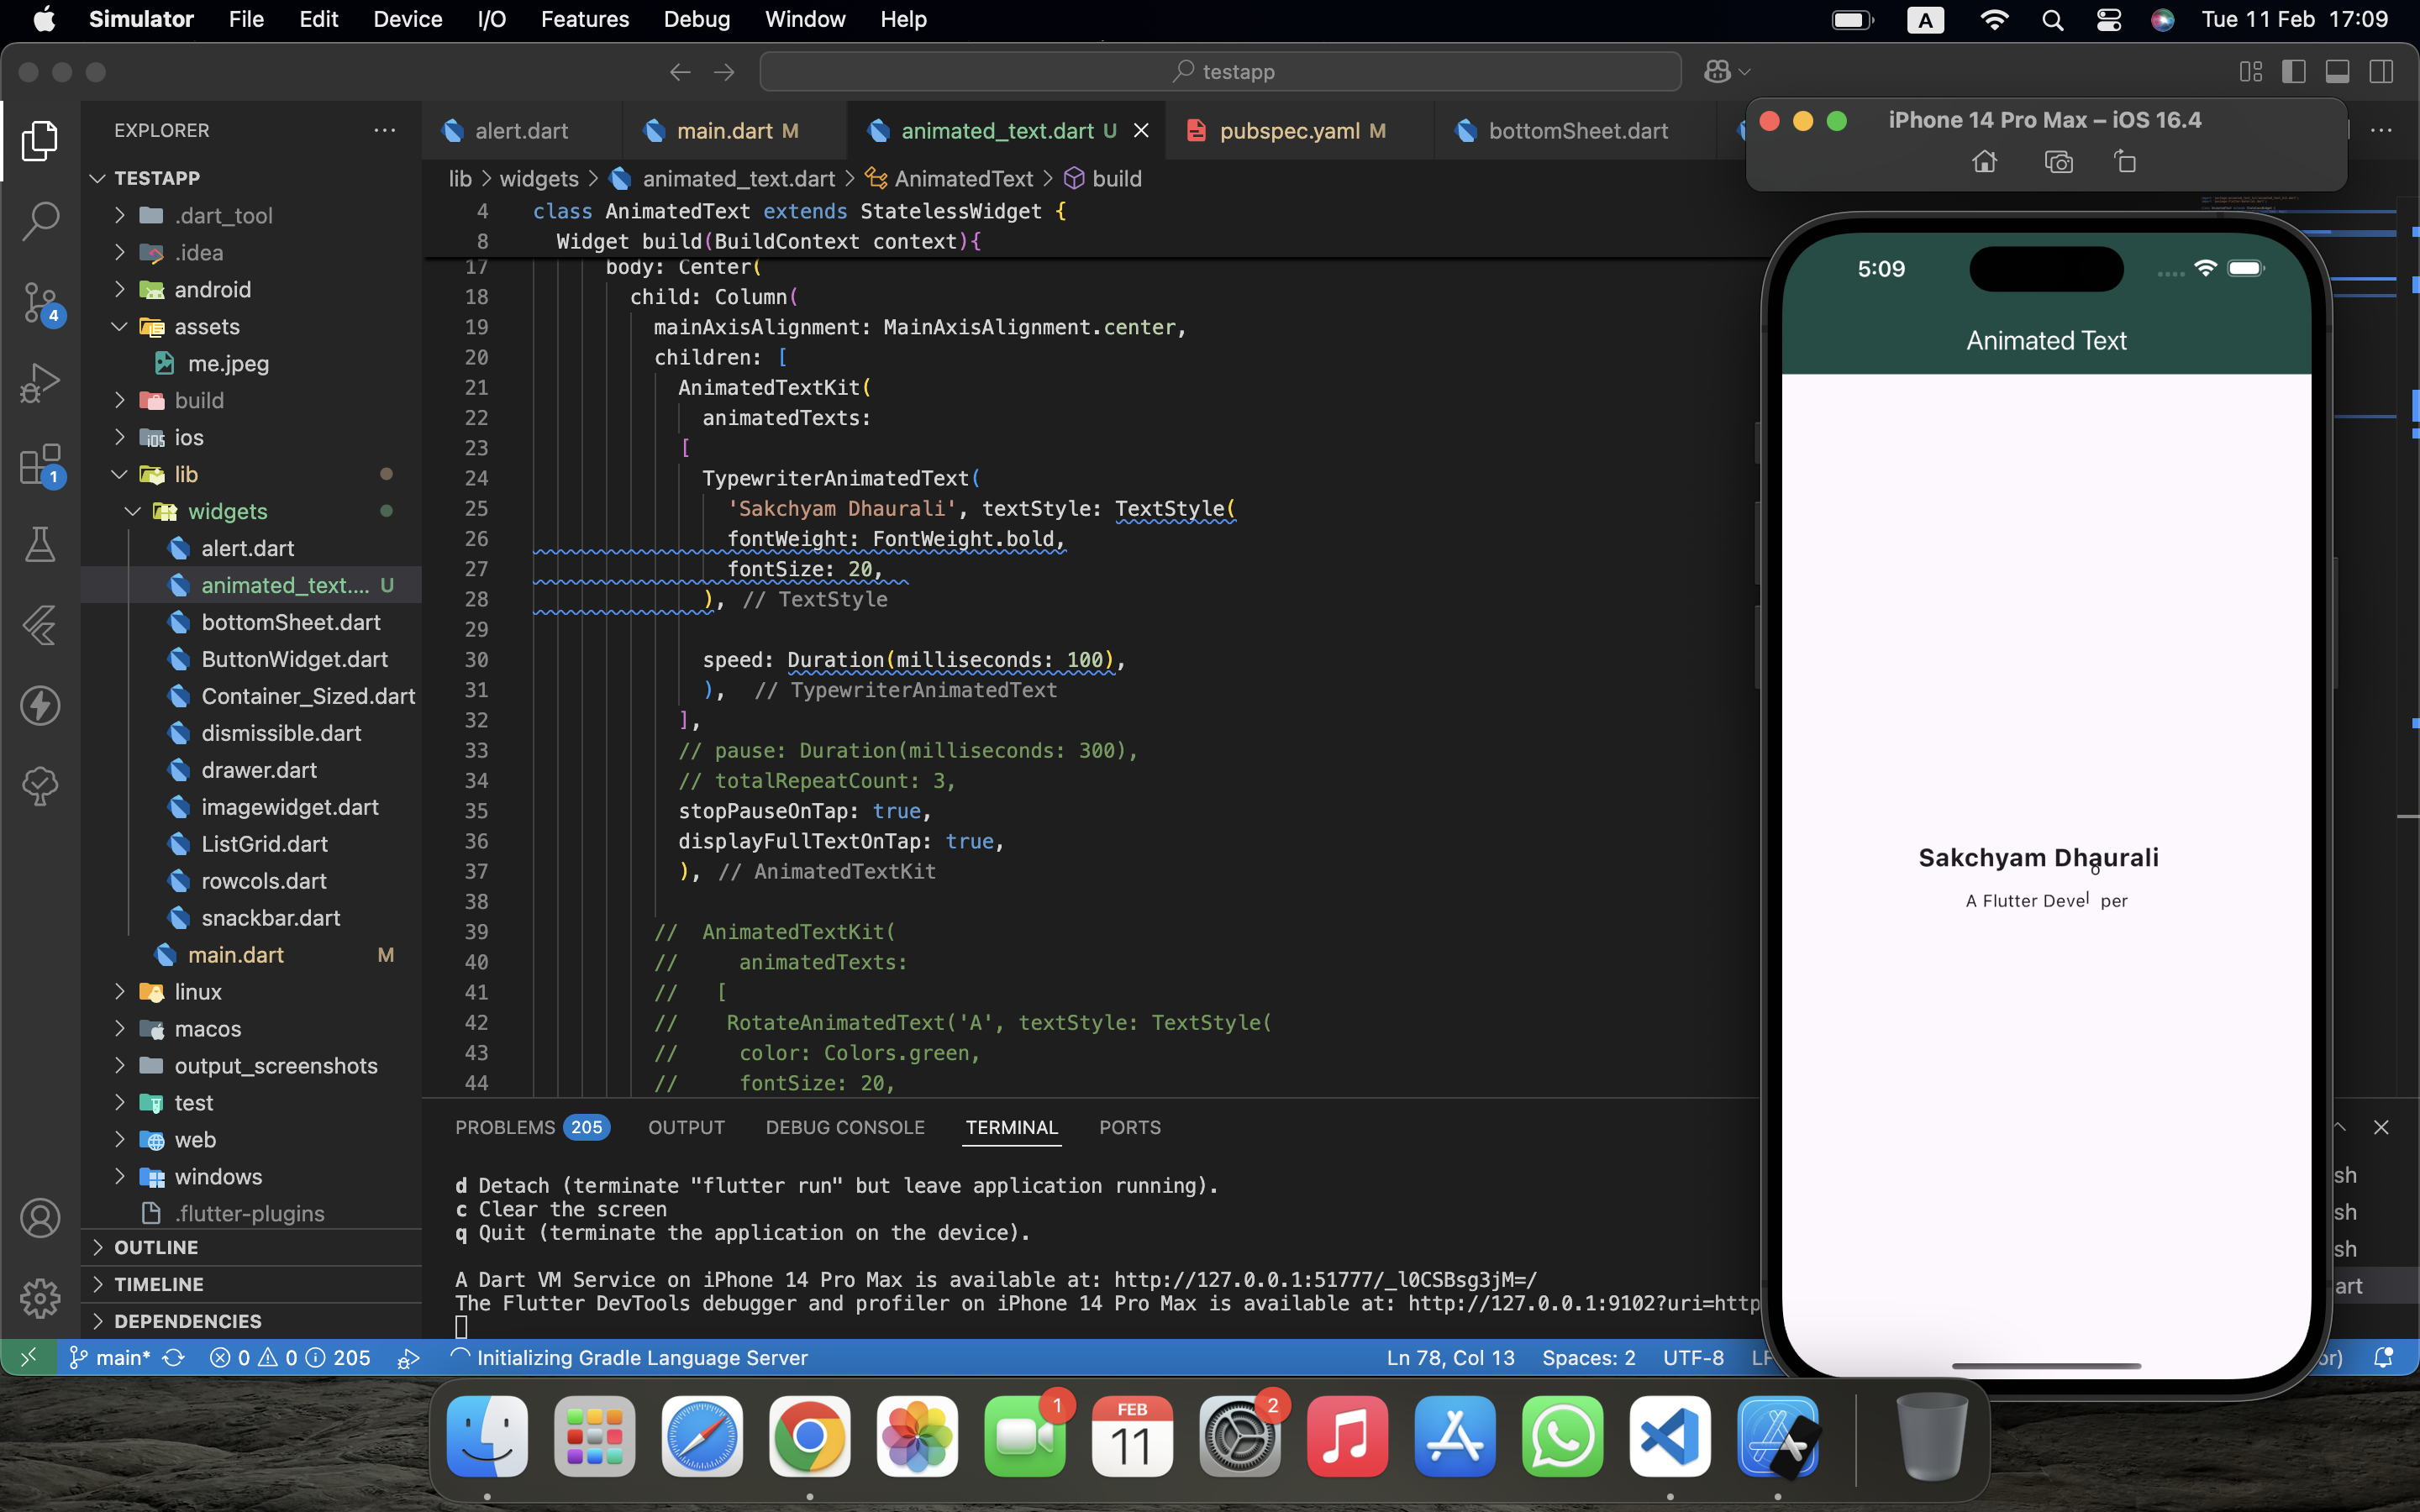 Simulator File Edit Device I/O Features Debug Window Help A Tue 11 Feb 17:09
testapp
EXPLORER
TESTAPP
.dart_tool
.idea
android
assets
me.jpeg
build
ios
lib
widgets
alert.dart
animated_text.... U
bottomSheet.dart
ButtonWidget.dart
Container_Sized.dart
dismissible.dart
drawer.dart
imagewidget.dart
ListGrid.dart
rowcols.dart
snackbar.dart
main.dart M
linux
macos
output_screenshots
test
web
windows
.flutter-plugins
OUTLINE
TIMELINE
DEPENDENCIES
4
1
alert.dart main.dart M animated_text.dart U pubspec.yaml M bottomSheet.dart
lib > widgets > animated_text.dart > AnimatedText > build
4 class AnimatedText extends StatelessWidget {
8 Widget build(BuildContext context){
17 body: Center(
18 child: Column(
19 mainAxisAlignment: MainAxisAlignment.center,
20 children: [
21 AnimatedTextKit(
22 animatedTexts:
23 [
24 TypewriterAnimatedText(
25 'Sakchyam Dhaurali', textStyle: TextStyle(
26 fontWeight: FontWeight.bold,
27 fontSize: 20,
28 ), // TextStyle
29
30 speed: Duration(milliseconds: 100),
31 ), // TypewriterAnimatedText
32 ],
33 // pause: Duration(milliseconds: 300),
34 // totalRepeatCount: 3,
35 stopPauseOnTap: true,
36 displayFullTextOnTap: true,
37 ), // AnimatedTextKit
38
39 // AnimatedTextKit(
40 // animatedTexts:
41 // [
42 // RotateAnimatedText('A', textStyle: TextStyle(
43 // color: Colors.green,
44 // fontSize: 20,
PROBLEMS 205 OUTPUT DEBUG CONSOLE TERMINAL PORTS
d Detach (terminate "flutter run" but leave application running).
c Clear the screen
q Quit (terminate the application on the device).
A Dart VM Service on iPhone 14 Pro Max is available at: http://127.0.0.1:51777/_l0CSBsg3jM=/
The Flutter DevTools debugger and profiler on iPhone 14 Pro Max is available at: http://127.0.0.1:9102?uri=http
sh
sh
sh
art
main* 0 0 205 Initializing Gradle Language Server Ln 78, Col 13 Spaces: 2 UTF-8 LF or)
iPhone 14 Pro Max – iOS 16.4
5:09
Animated Text
Sakchyam Dhaurali
A Flutter Developer
1
FEB
11
2